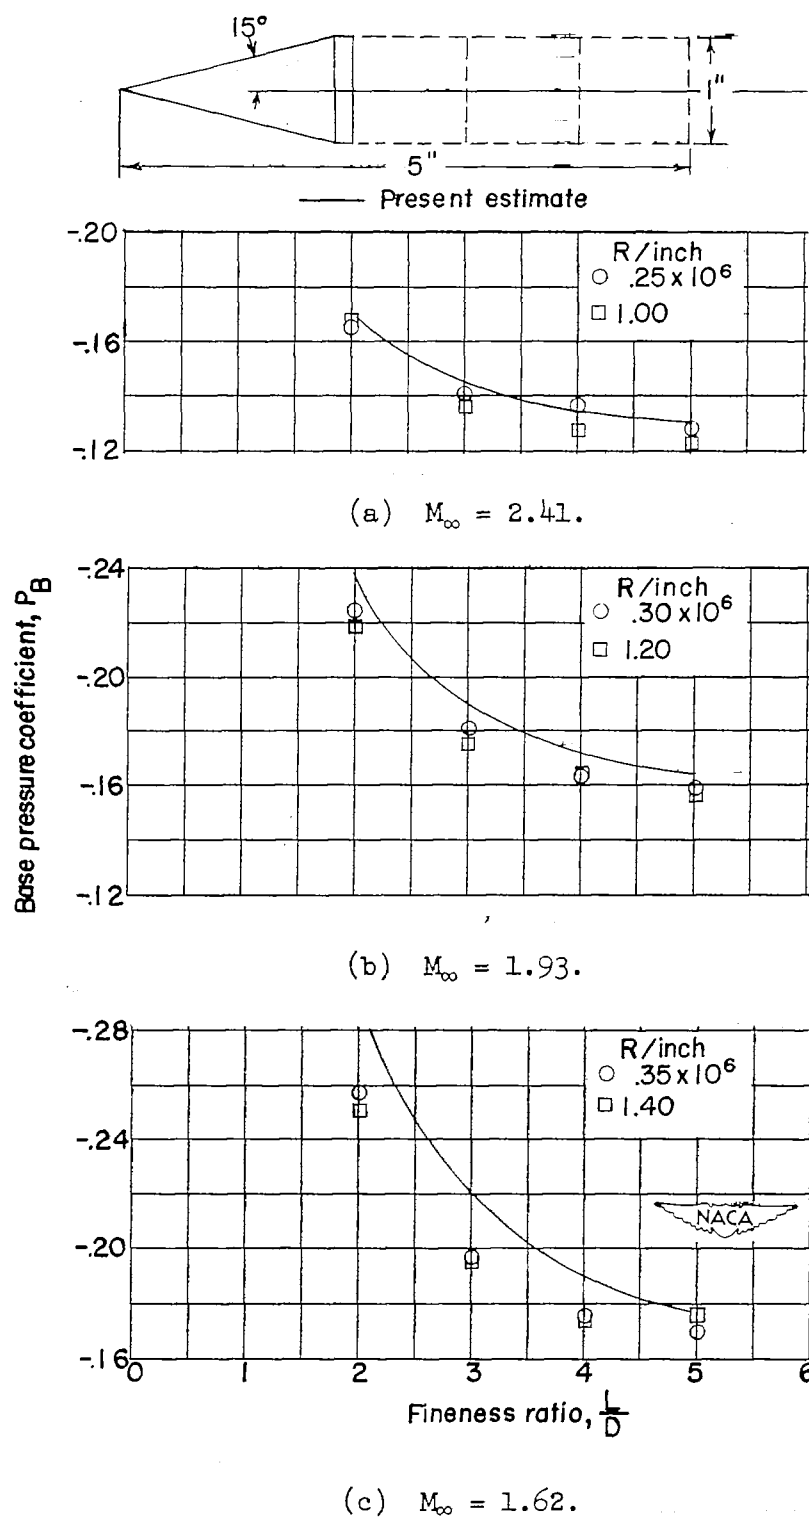 15°
1"
5"
Present estimate
-.20
-.16
-.12
R/inch
.25 x 10⁶
1.00
(a) M∞ = 2.41.
Base pressure coefficient, P_B
-.24
-.20
-.16
-.12
R/inch
.30 x 10⁶
1.20
(b) M∞ = 1.93.
-.28
-.24
-.20
-.16
R/inch
.35 x 10⁶
1.40
NACA
0 1 2 3 4 5 6
Fineness ratio, L/D
(c) M∞ = 1.62.